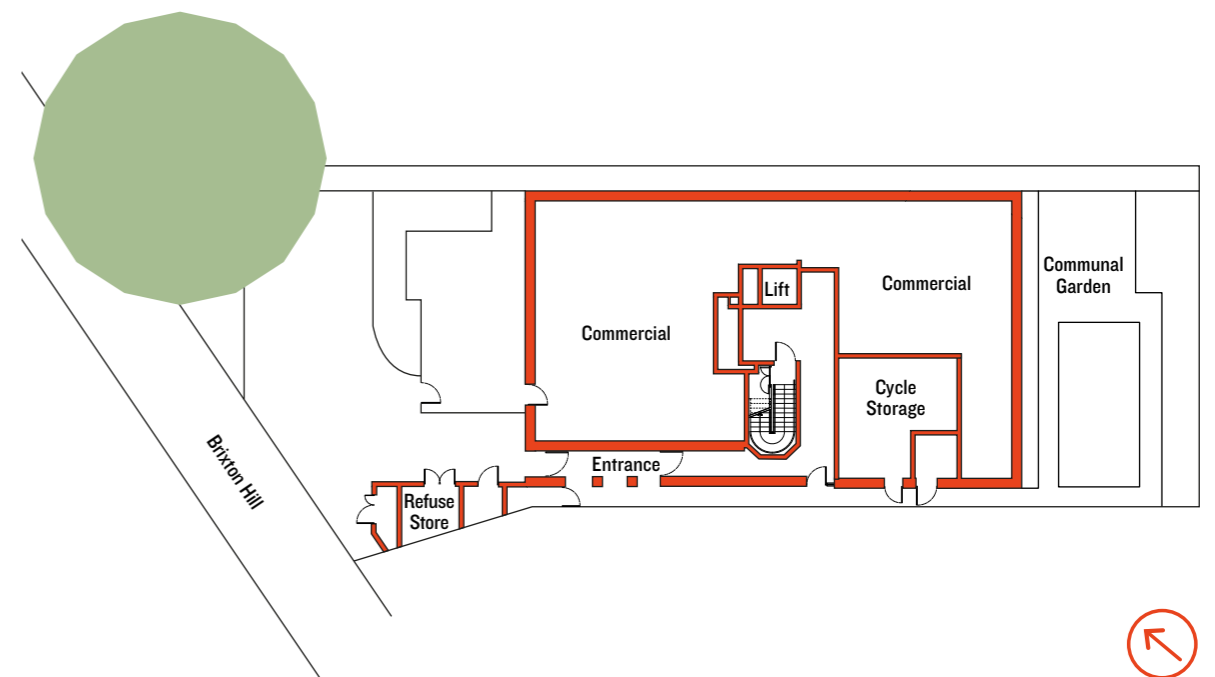 Communal
Garden
Commercial
Lift
Commercial
Cycle
Storage
Brixton Hill
Entrance
Refuse
Store